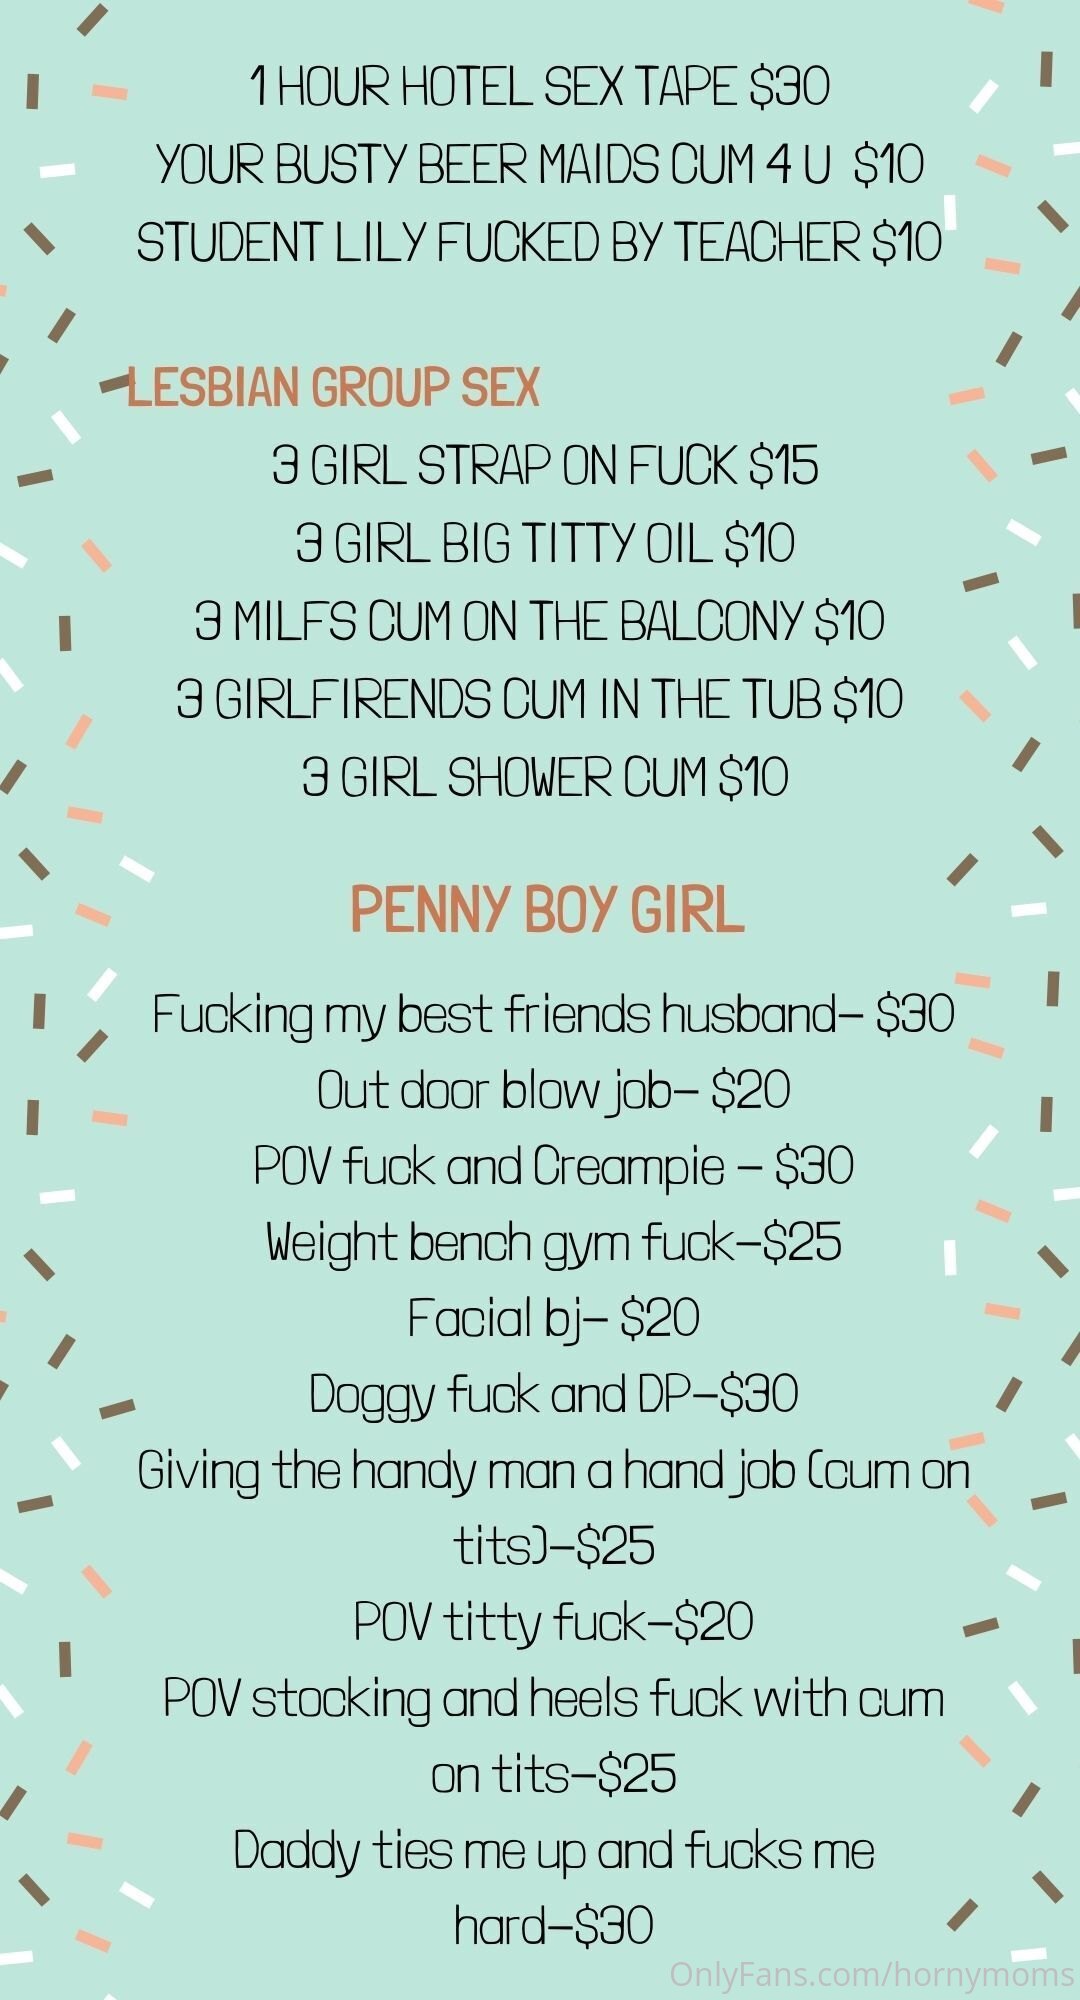 1 HOUR HOTEL SEX TAPE $30
YOUR BUSTY BEER MAIDS CUM 4 U $10
STUDENT LILY FUCKED BY TEACHER $10
LESBIAN GROUP SEX
3 GIRL STRAP ON FUCK $15
3 GIRL BIG TITTY OIL $10
3 MILFS CUM ON THE BALCONY $10
3 GIRLFIRENDS CUM IN THE TUB $10
3 GIRL SHOWER CUM $10
PENNY BOY GIRL
Fucking my best friends husband- $30
Out door blow job- $20
POV fuck and Creampie - $30
Weight bench gym fuck-$25
Facial bj- $20
Doggy fuck and DP-$30
Giving the handy man a hand job (cum on
tits)-$25
POV titty fuck-$20
POV stocking and heels fuck with cum
on tits-$25
Daddy ties me up and fucks me
hard-$30
OnlyFans.com/hornymoms